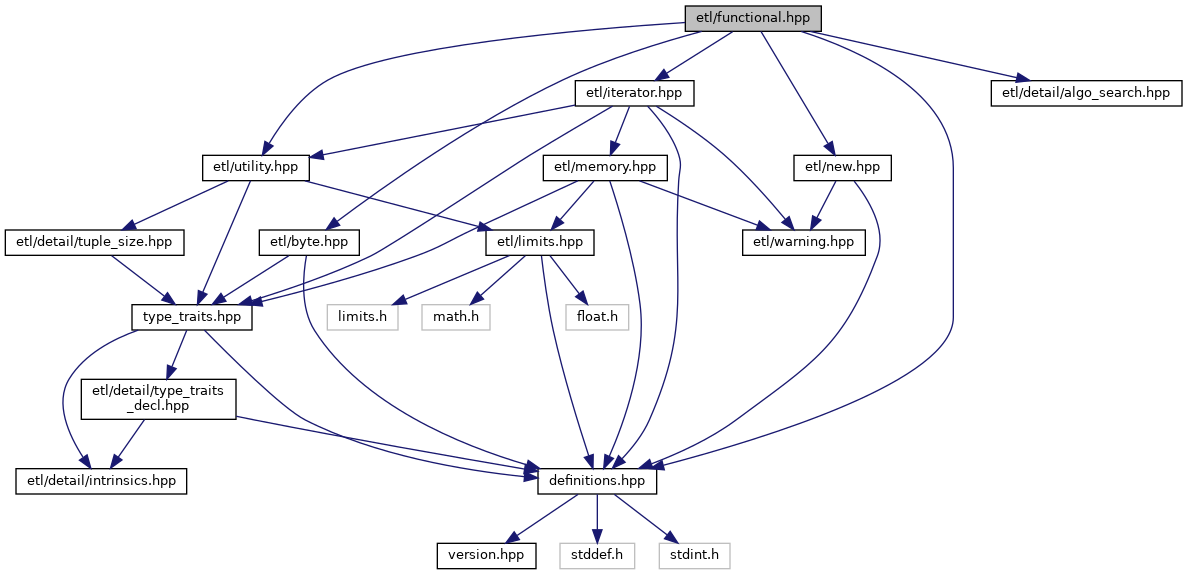 etl/functional.hpp
etl/iterator.hpp
etl/detail/algo_search.hpp
etl/utility.hpp
etl/memory.hpp
etl/new.hpp
etl/detail/tuple_size.hpp
etl/byte.hpp
etl/limits.hpp
etl/warning.hpp
type_traits.hpp
limits.h
math.h
float.h
etl/detail/type_traits
_decl.hpp
etl/detail/intrinsics.hpp
definitions.hpp
version.hpp
stddef.h
stdint.h